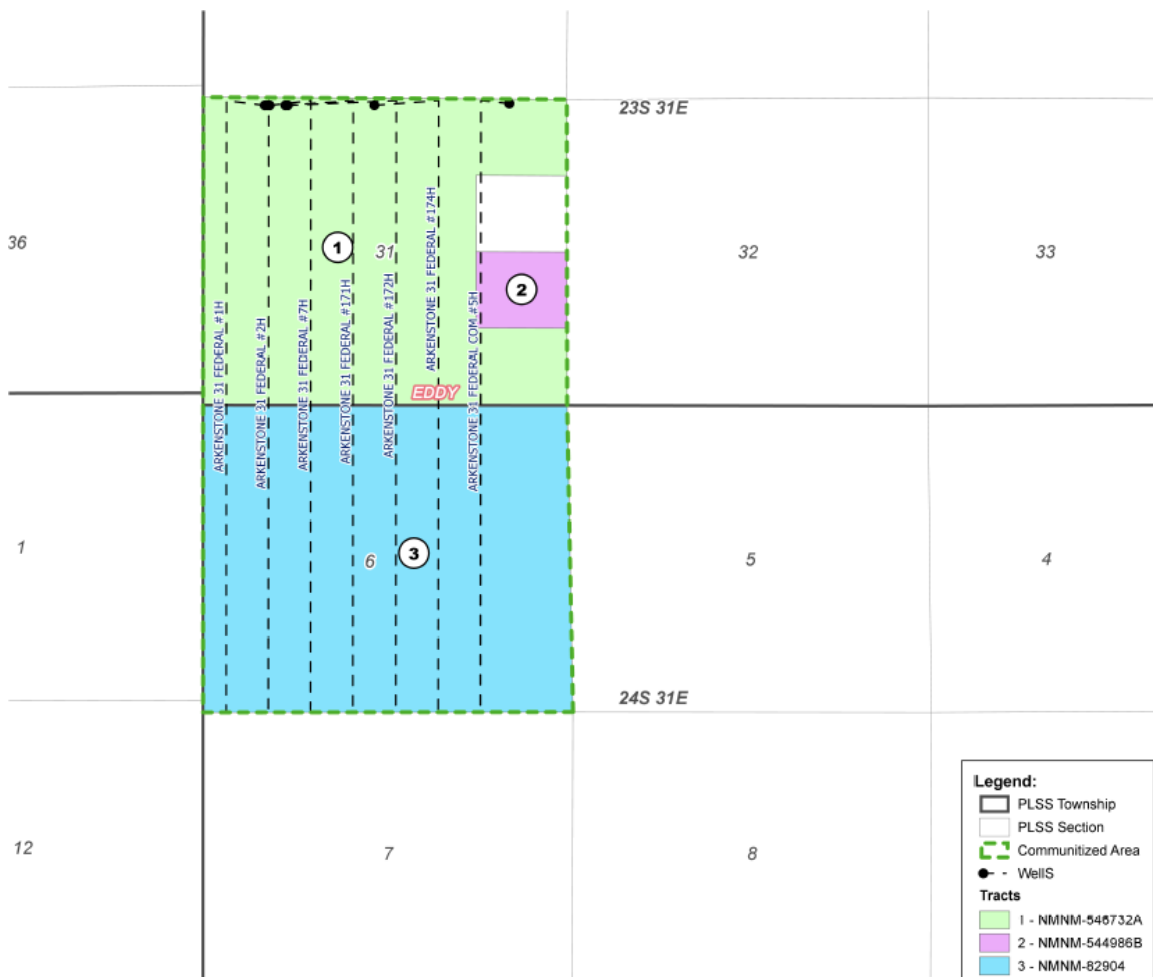 23S 31E
36
1
31
32
33
2
ARKENSTONE 31 FEDERAL #1H
ARKENSTONE 31 FEDERAL #2H
ARKENSTONE 31 FEDERAL #7H
ARKENSTONE 31 FEDERAL #171H
ARKENSTONE 31 FEDERAL #172H
ARKENSTONE 31 FEDERAL #174H
ARKENSTONE 31 FEDERAL COM #5H
EDDY
1
6
3
5
4
24S 31E
12
7
8
Legend:
PLSS Township
PLSS Section
Communitized Area
WellS
Tracts
1 - NMNM-546732A
2 - NMNM-544986B
3 - NMNM-82904